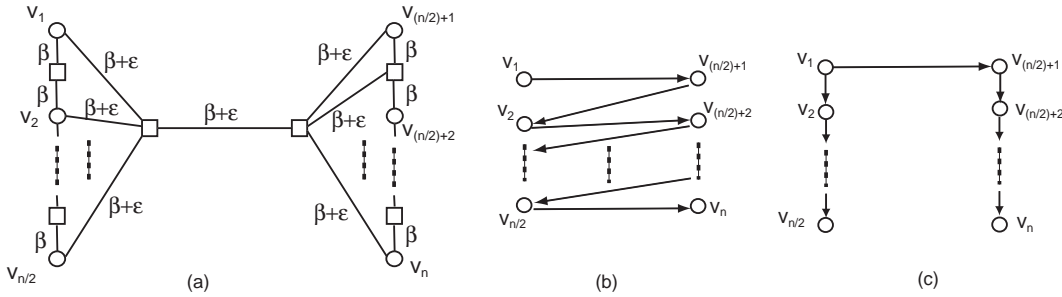 v1
β+ε
β
β
v2
β+ε
β+ε
β+ε
β
vn/2
(a)
v(n/2)+1
β+ε
β
β
β+ε
v(n/2)+2
β+ε
β
vn
v1
v(n/2)+1
v2
v(n/2)+2
vn/2
vn
(b)
v1
v(n/2)+1
v2
v(n/2)+2
vn/2
vn
(c)